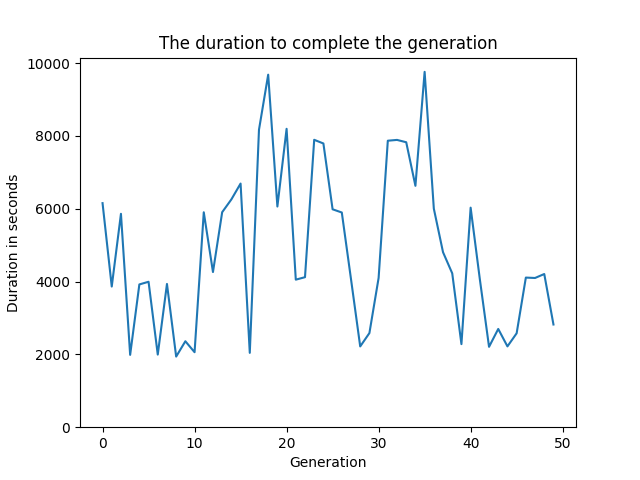 The duration to complete the generation
10000
8000
6000
4000
2000
0
Duration in seconds
0 10 20 30 40 50
Generation